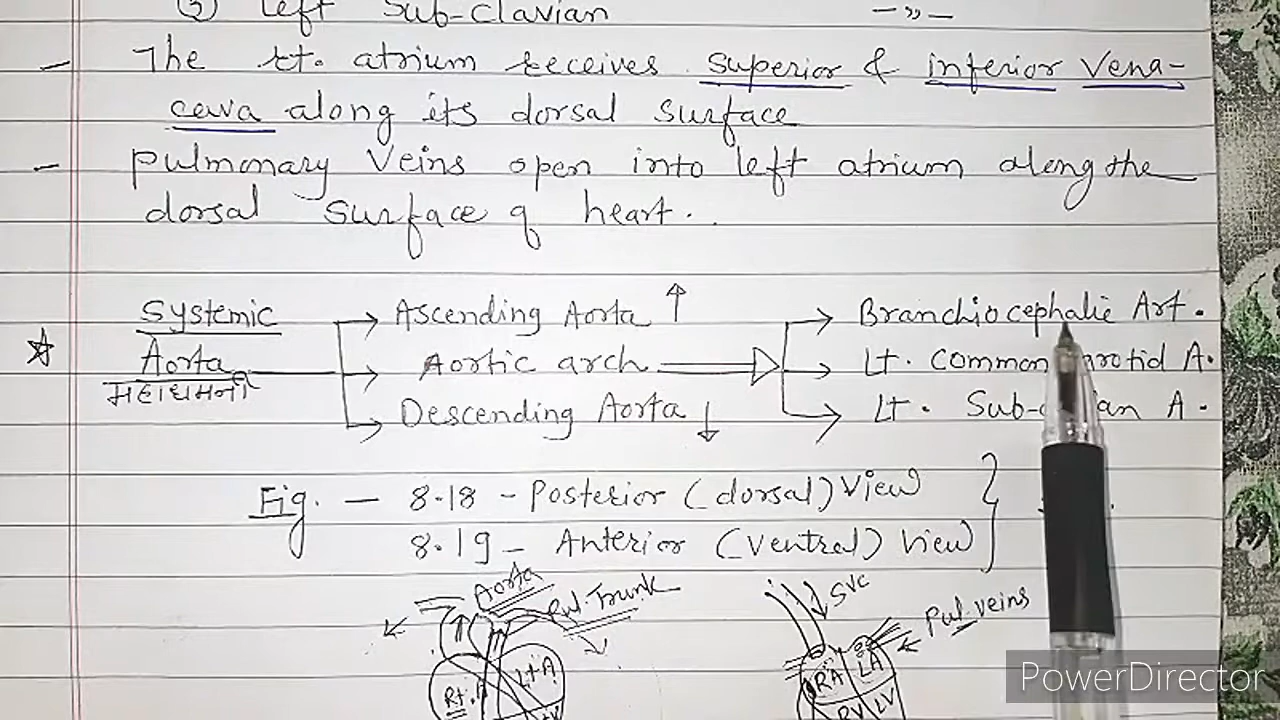 ③ Left Sub-clavian —„—
– The rt. atrium receives superior & inferior vena-
cava along its dorsal surface
– Pulmonary Veins open into left atrium along the
dorsal surface of heart.
Systemic
Aorta
महाधमनी
Ascending Aorta ↑
Aortic arch
Descending Aorta ↓
Branchiocephalic Art.
Lt. Common A.
Lt. Sub- A.
Fig. – 8.18 - Posterior (dorsal) View
8.19 - Anterior (Ventral) View
Aorta
Pul. Trunk
Rt. A
Lt A
SVC
Pul. veins
RA
LA
RV
LV
PowerDirector